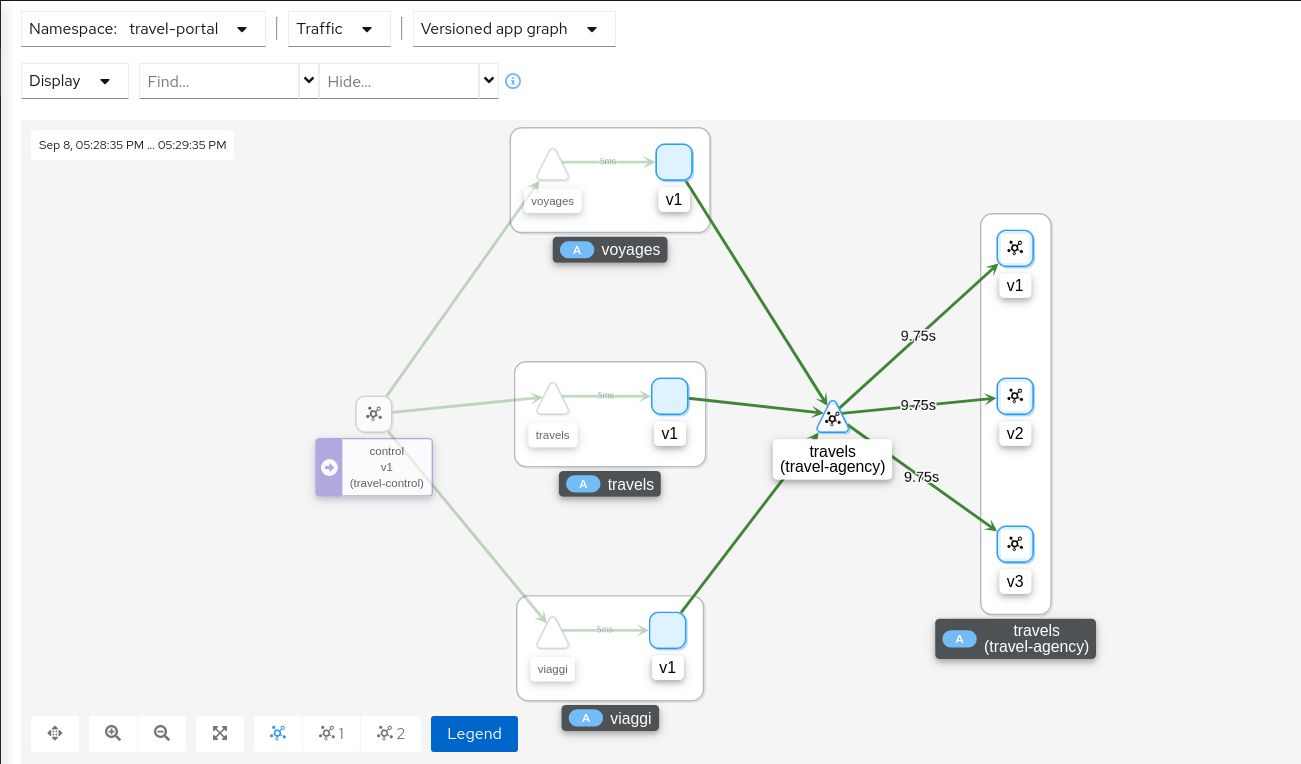 Namespace: travel-portal
Traffic
Versioned app graph
Display
Find...
Hide...
Sep 8, 05:28:35 PM ... 05:29:35 PM
5ms
voyages
v1
A voyages
v1
9.75s
5ms
travels
v1
A travels
control
v1
(travel-control)
travels
(travel-agency)
9.75s
v2
9.75s
v3
A travels
(travel-agency)
5ms
viaggi
v1
A viaggi
1
2
Legend